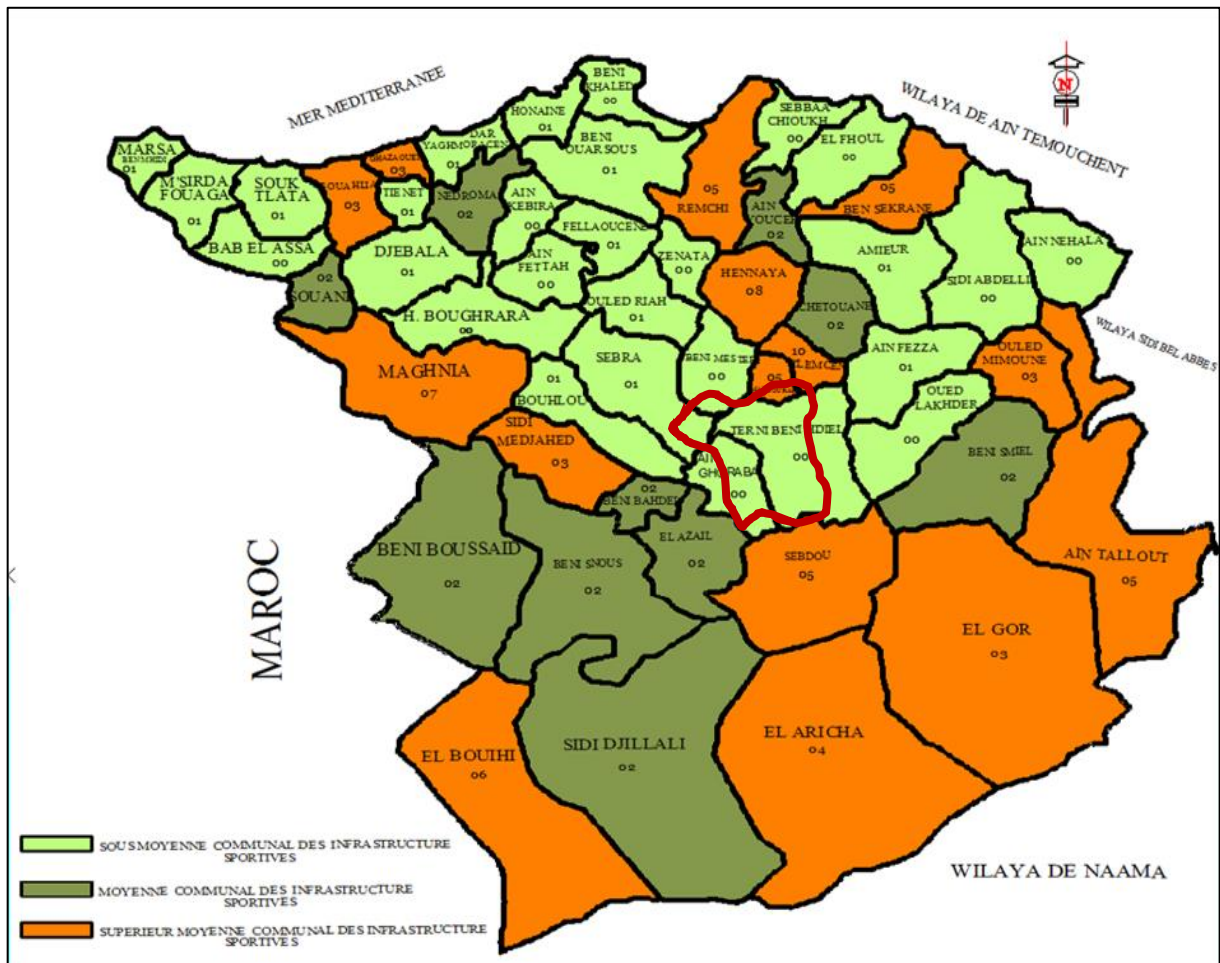 MER MEDITERRANEE
WILAYA DE AIN TEMOUCHENT
N
BENI
KHALED
00
HONAINE
01
SEBBAA
CHIOUKH
00
EL FHOUL
00
MARSA
BEN MHIDI
01
DAR
YAGHMORACEN
01
BENI
OUARSOUS
01
GHAZAOUET
03
M'SIRDA
FOUAGA
01
SOUK
TLATA
01
SOUAHLIA
03
TIENET
01
NEDROMA
02
AIN
KEBIRA
00
05
REMCHI
AIN
YOUCEF
02
05
BEN SEKRANE
BAB EL ASSA
00
FELLAOUCENE
01
AMIEUR
01
AIN NEHALA
00
DJEBALA
01
AIN
FETTAH
00
ZENATA
00
HENNAYA
08
SIDI ABDELLI
00
02
SOUANI
OULED RIAH
01
CHETOUANE
02
H. BOUGHRARA
00
WILAYA SIDI BEL ABBES
MAGHNIA
07
SEBRA
01
BENI MESTER
00
10
TLEMCEN
05
AIN FEZZA
01
OULED
MIMOUNE
03
01
BOUHLOU
OUED
LAKHDER
00
SIDI
MEDJAHED
03
TERNI BENI HDIEL
00
AIN
GHORABA
00
BENI SMIEL
02
02
BENI BAHDEL
MAROC
BENI BOUSSAID
02
BENI SNOUS
02
EL AZAIL
02
SEBDOU
05
AIN TALLOUT
05
EL GOR
03
EL ARICHA
04
EL BOUIHI
06
SIDI DJILLALI
02
WILAYA DE NAAMA
SOUS MOYENNE COMMUNAL DES INFRASTRUCTURE
SPORTIVES
MOYENNE COMMUNAL DES INFRASTRUCTURE
SPORTIVES
SUPERIEUR MOYENNE COMMUNAL DES INFRASTRUCTURE
SPORTIVES